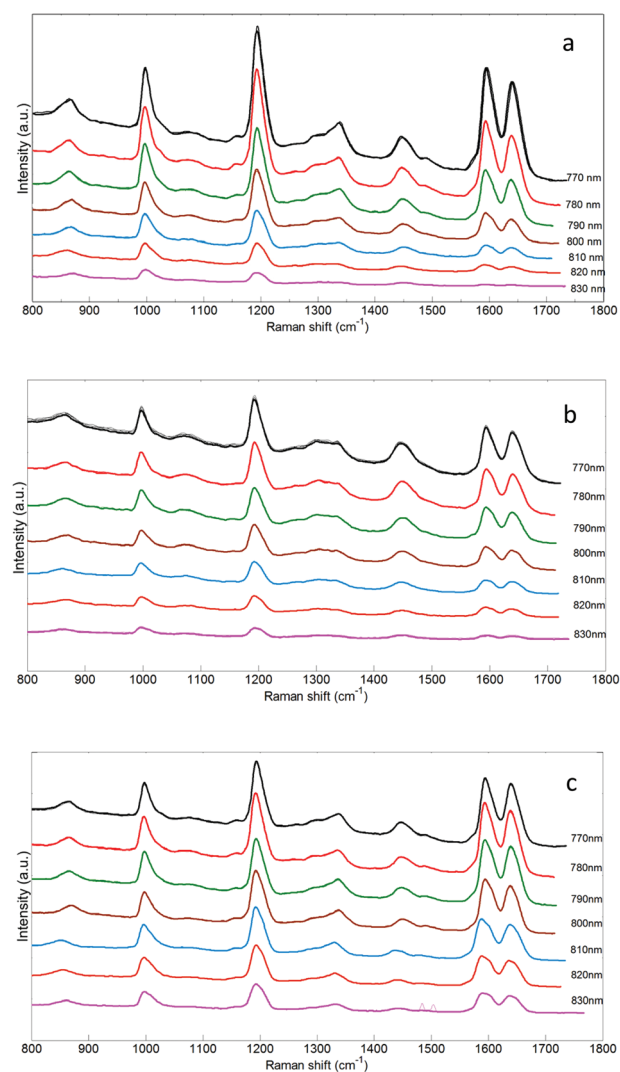 a
Intensity (a.u.)
770 nm
780 nm
790 nm
800 nm
810 nm
820 nm
830 nm
800 900 1000 1100 1200 1300 1400 1500 1600 1700 1800
Raman shift (cm⁻¹)
b
Intensity (a.u.)
770nm
780nm
790nm
800nm
810nm
820nm
830nm
800 900 1000 1100 1200 1300 1400 1500 1600 1700 1800
Raman shift (cm⁻¹)
c
Intensity (a.u.)
770nm
780nm
790nm
800nm
810nm
820nm
830nm
800 900 1000 1100 1200 1300 1400 1500 1600 1700 1800
Raman shift (cm⁻¹)